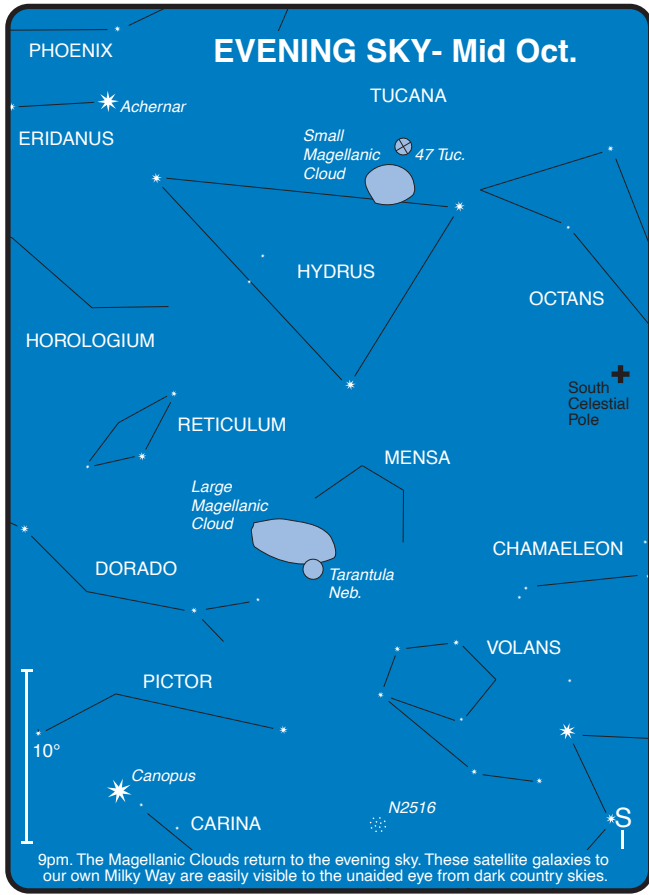 EVENING SKY- Mid Oct.
PHOENIX
TUCANA
Achernar
ERIDANUS
Small
Magellanic
Cloud
47 Tuc.
HYDRUS
OCTANS
HOROLOGIUM
South
Celestial
Pole
RETICULUM
MENSA
Large
Magellanic
Cloud
CHAMAELEON
DORADO
Tarantula
Neb.
VOLANS
PICTOR
10°
Canopus
N2516
CARINA
S
9pm. The Magellanic Clouds return to the evening sky. These satellite galaxies to
our own Milky Way are easily visible to the unaided eye from dark country skies.